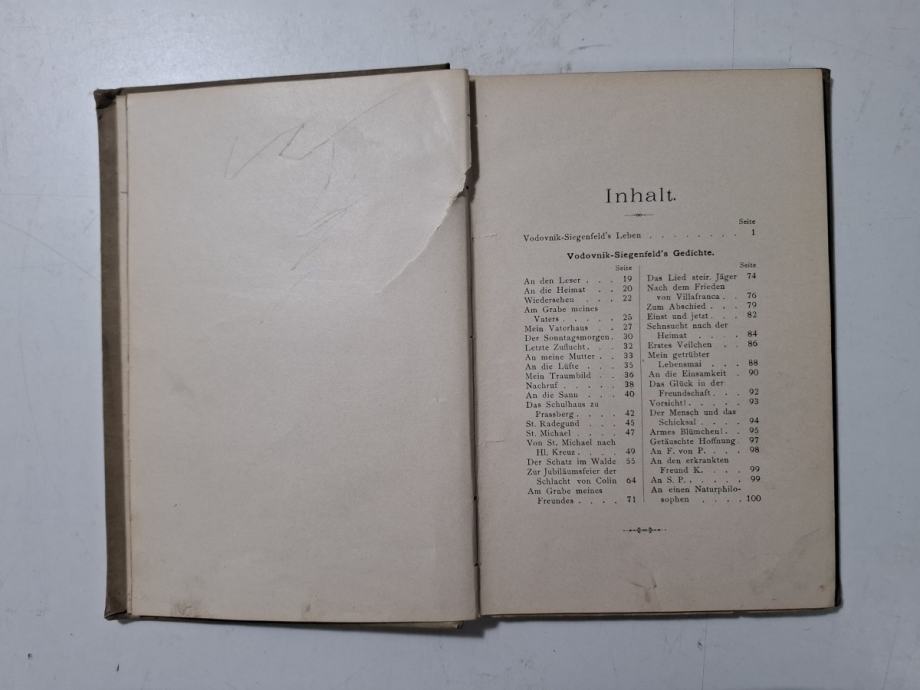 Inhalt.
Seite
Vodovnik-Siegenfeld's Leben . . . . . . . . 1
Vodovnik-Siegenfeld's Gedichte.
Seite
An den Leser . . . 19
An die Heimat . . 20
Wiedersehen . . . 22
Am Grabe meines
Vaters . . . . . 25
Mein Vaterhaus . . 27
Der Sonntagsmorgen . 30
Letzte Zuflucht . . . 32
An meine Mutter . . 33
An die Lüfte . . . 35
Mein Traumbild . . 36
Nachruf . . . . . 38
An die Sann . . . 40
Das Schulhaus zu
Prassberg . . . . 42
St. Radegund . . . 45
St. Michael . . . . 47
Von St. Michael nach
Hl. Kreuz . . . . 49
Der Schatz im Walde 55
Zur Jubiläumsfeier der
Schlacht von Colin 64
Am Grabe meines
Freundes . . . . 71
Seite
Das Lied steir. Jäger 74
Nach dem Frieden
von Villafranca . . 76
Zum Abschied . . . 79
Einst und jetzt . . . 82
Sehnsucht nach der
Heimat . . . . 84
Erstes Veilchen . . 86
Mein getrübter
Lebensmai . . . 88
An die Einsamkeit . 90
Das Glück in der
Freundschaft . . . 92
Vorsicht! . . . . . 93
Der Mensch und das
Schicksal . . . . 94
Armes Blümchen! . . 95
Getäuschte Hoffnung . 97
An F. von P. . . . 98
An den erkrankten
Freund K. . . . 99
An S. P. . . . . . 99
An einen Naturphilo-
sophen . . . . 100